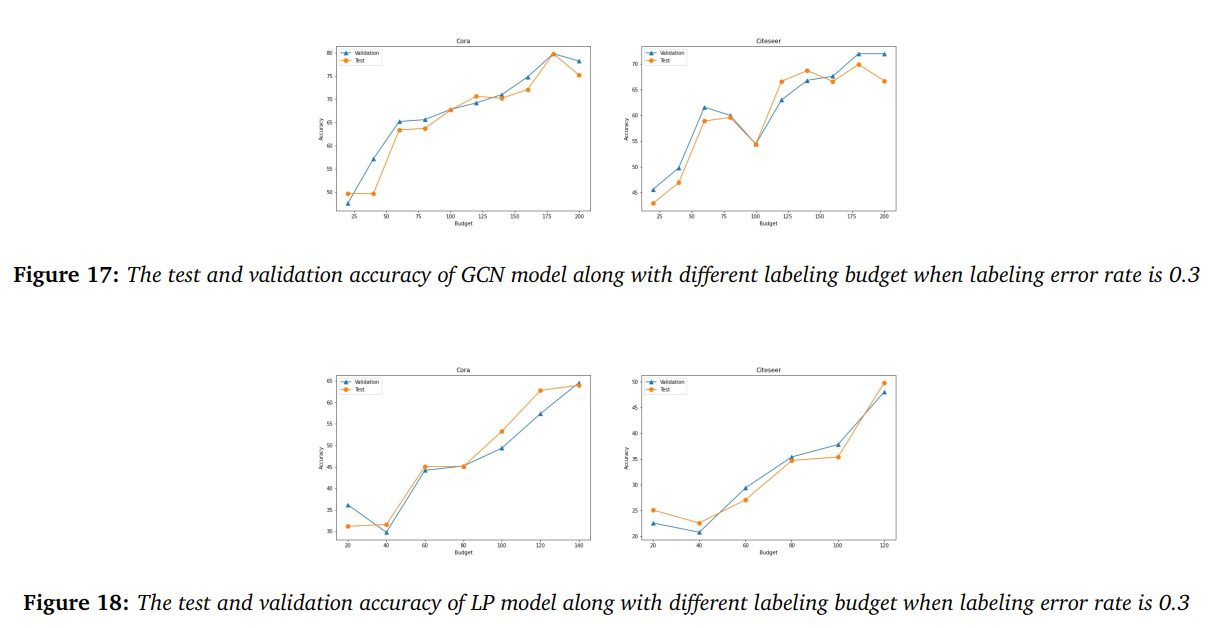 Cora
Validation
Test
80
75
70
65
60
55
50
Accuracy
25 50 75 100 125 150 175 200
Budget
Citeseer
Validation
Test
70
65
60
55
50
45
Accuracy
25 50 75 100 125 150 175 200
Budget
Figure 17: The test and validation accuracy of GCN model along with different labeling budget when labeling error rate is 0.3
Cora
Validation
Test
65
60
55
50
45
40
35
30
Accuracy
20 40 60 80 100 120 140
Budget
Citeseer
Validation
Test
50
45
40
35
30
25
20
Accuracy
20 40 60 80 100 120
Budget
Figure 18: The test and validation accuracy of LP model along with different labeling budget when labeling error rate is 0.3